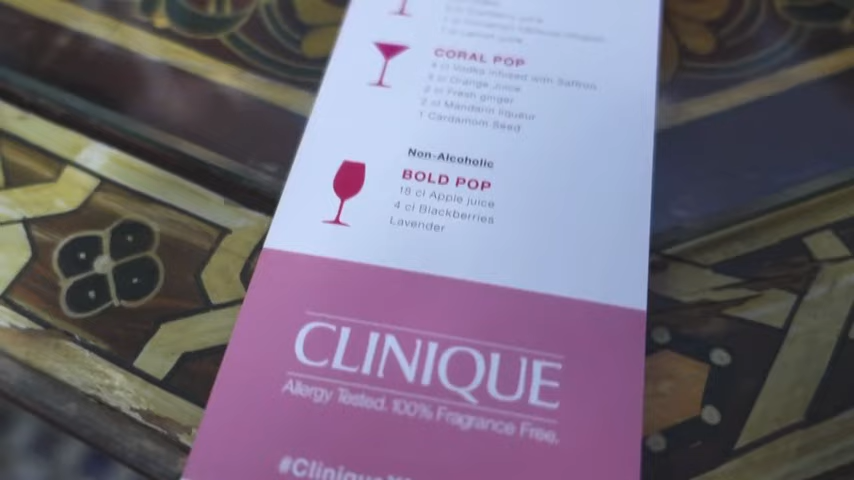 CORAL POP
4 cl Vodka infused with Saffron
9 cl Orange Juice
2 cl Fresh ginger
2 cl Mandarin liqueur
1 Cardamom Seed
Non-Alcoholic
BOLD POP
18 cl Apple juice
4 cl Blackberries
Lavender
CLINIQUE
Allergy Tested. 100% Fragrance Free.